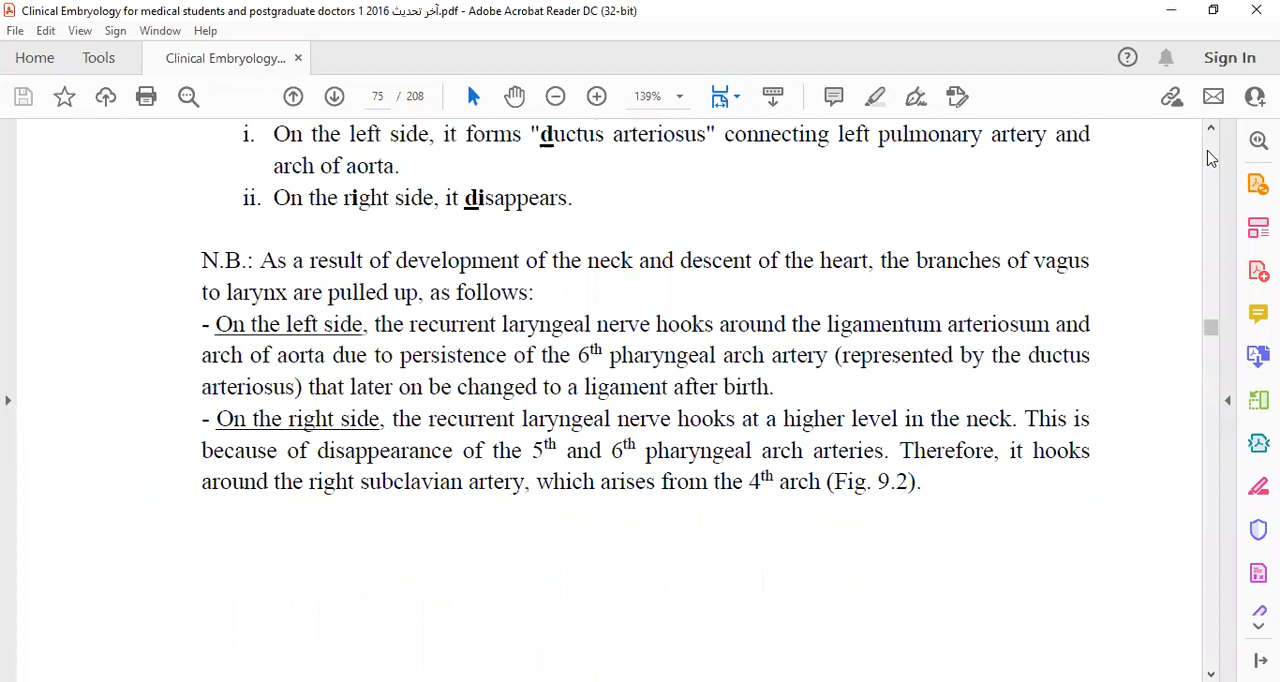 Clinical Embryology for medical students and postgraduate doctors 1 2016 آخر تحديث.pdf - Adobe Acrobat Reader DC (32-bit)
File Edit View Sign Window Help
Home Tools Clinical Embryology... × Sign In
75 / 208 139%
i. On the left side, it forms "ductus arteriosus" connecting left pulmonary artery and
arch of aorta.
ii. On the right side, it disappears.
N.B.: As a result of development of the neck and descent of the heart, the branches of vagus
to larynx are pulled up, as follows:
- On the left side, the recurrent laryngeal nerve hooks around the ligamentum arteriosum and
arch of aorta due to persistence of the 6th pharyngeal arch artery (represented by the ductus
arteriosus) that later on be changed to a ligament after birth.
- On the right side, the recurrent laryngeal nerve hooks at a higher level in the neck. This is
because of disappearance of the 5th and 6th pharyngeal arch arteries. Therefore, it hooks
around the right subclavian artery, which arises from the 4th arch (Fig. 9.2).